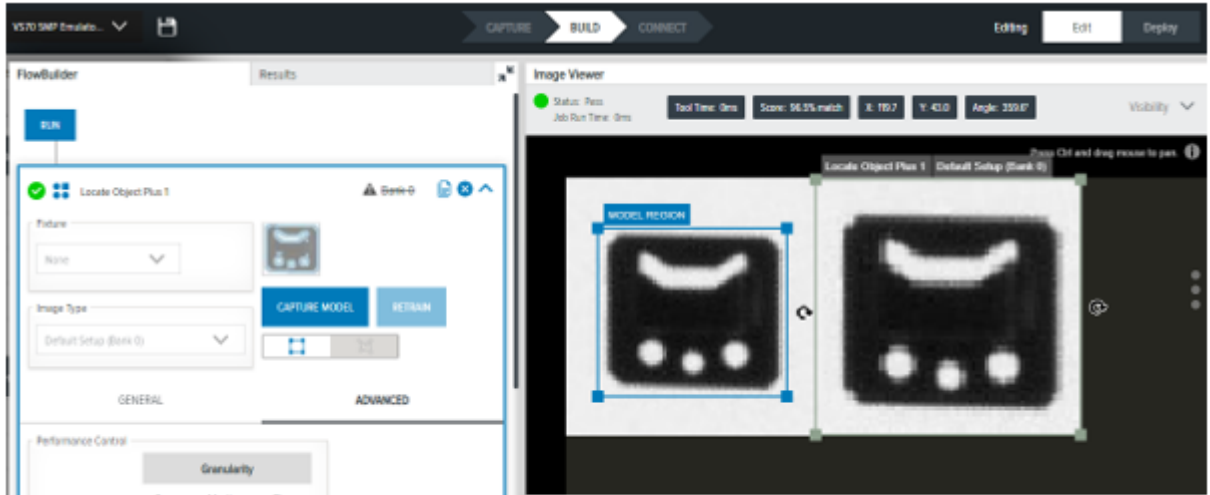 VS70 SMP Emulato...
CAPTURE
BUILD
CONNECT
Editing
Edit
Deploy
FlowBuilder
Results
RUN
Locate Object Plus 1
Bank 0
Fixture
None
Image Type
Default Setup (Bank 0)
CAPTURE MODEL
RETRAIN
GENERAL
ADVANCED
Performance Control
Granularity
Image Viewer
Status: Pass
Job Run Time: 0ms
Tool Time: 0ms
Score: 96.5% match
X: 119.7
Y: 43.0
Angle: 359.8°
Visibility
Press Ctrl and drag mouse to pan.
Locate Object Plus 1
Default Setup (Bank 0)
MODEL REGION